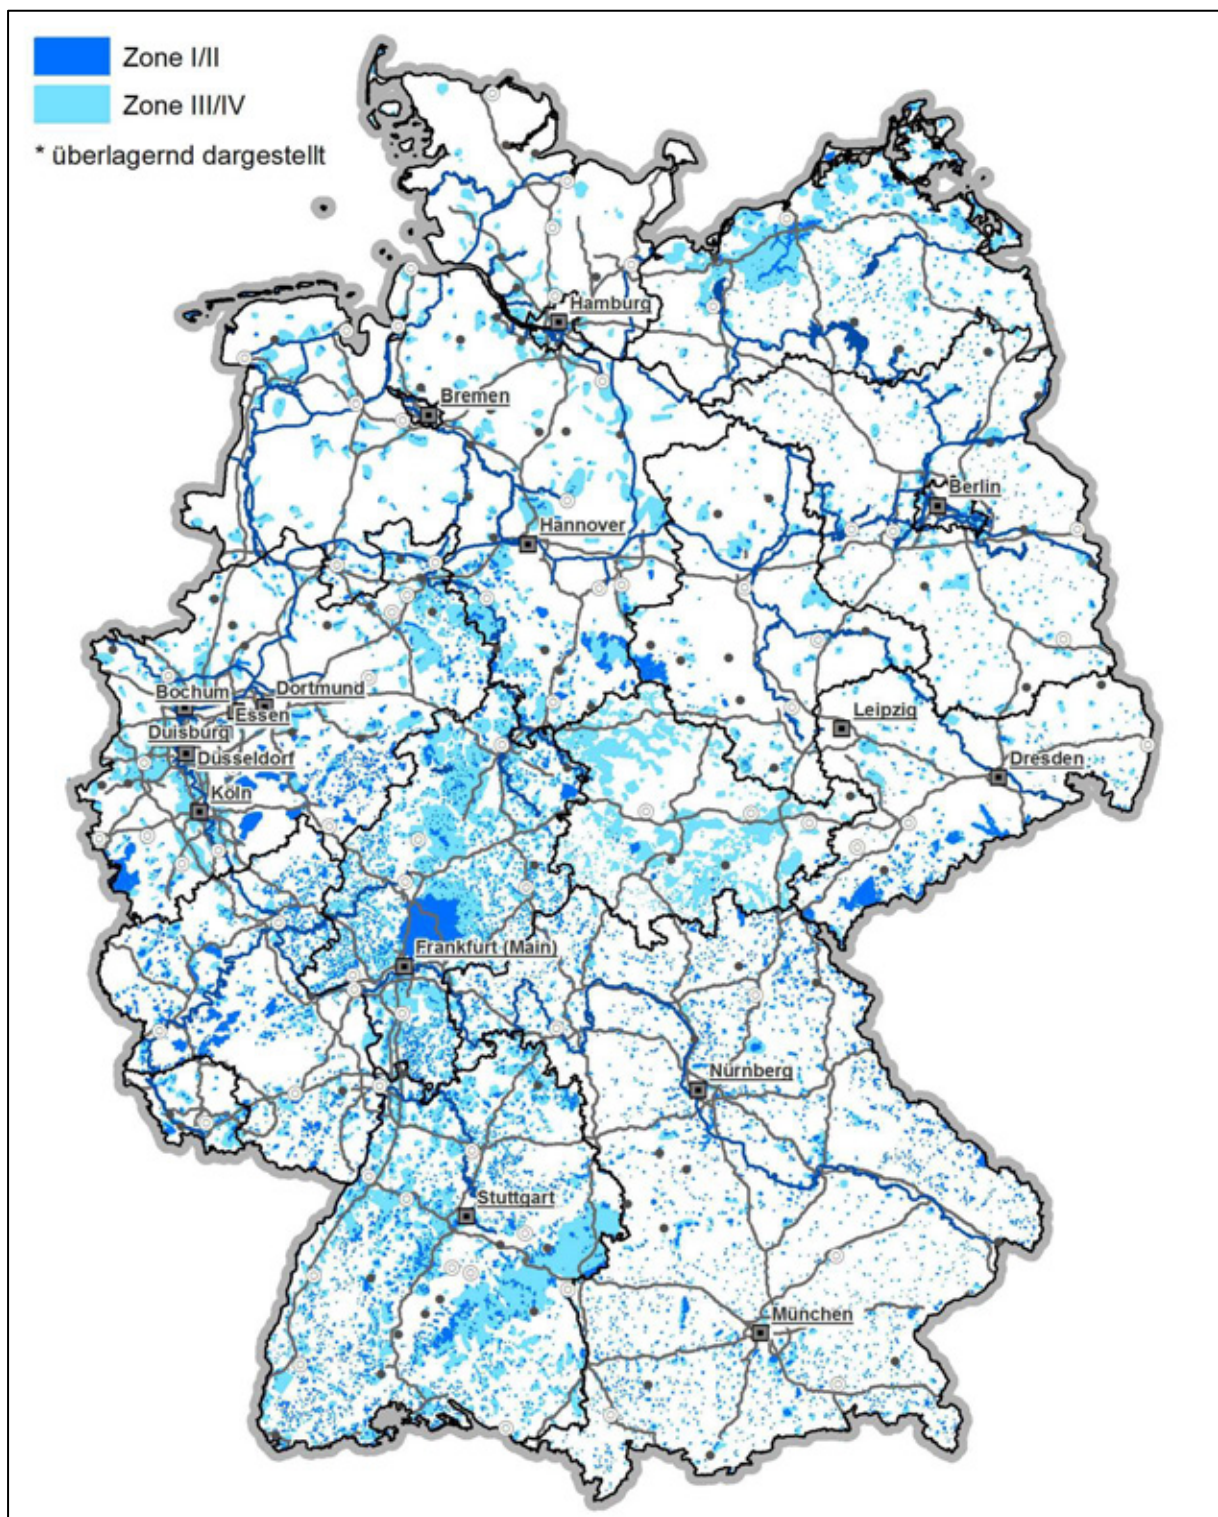 Zone I/II
Zone III/IV
* überlagernd dargestellt
Hamburg
Bremen
Berlin
Hannover
Bochum
Dortmund
Essen
Duisburg
Düsseldorf
Köln
Leipzig
Dresden
Frankfurt (Main)
Nürnberg
Stuttgart
München